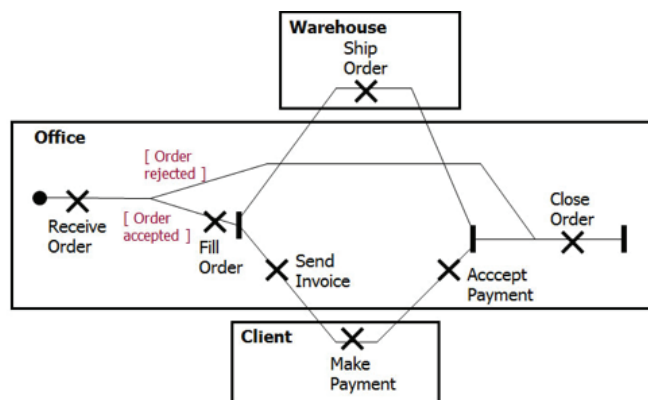 Warehouse
Ship
Order
Office
[ Order
rejected ]
Receive
Order
[ Order
accepted ]
Fill
Order
Send
Invoice
Acccept
Payment
Close
Order
Client
Make
Payment